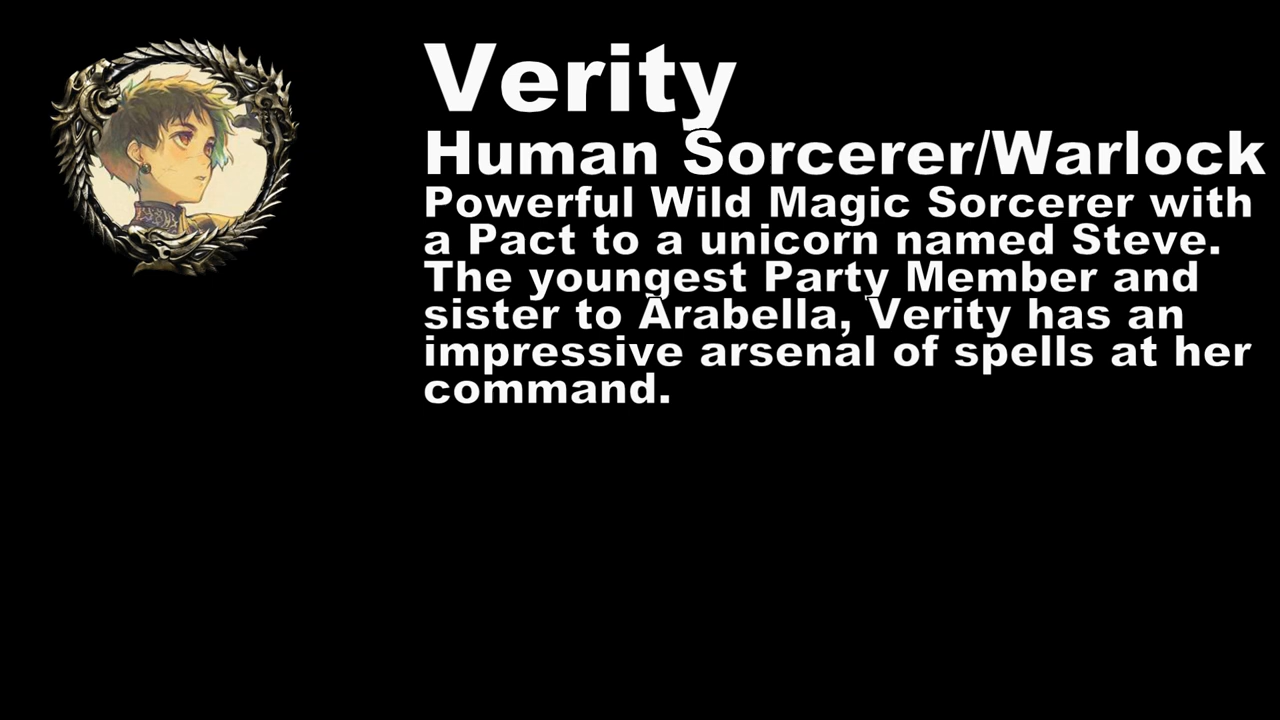 Verity
Human Sorcerer/Warlock
Powerful Wild Magic Sorcerer with
a Pact to a unicorn named Steve.
The youngest Party Member and
sister to Arabella, Verity has an
impressive arsenal of spells at her
command.